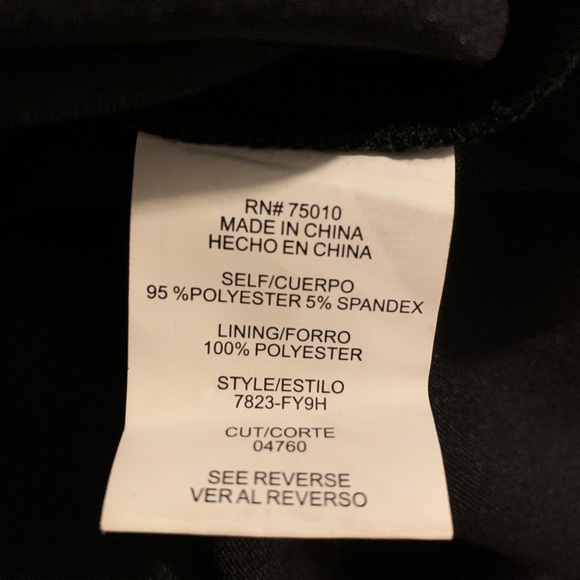 RN# 75010
MADE IN CHINA
HECHO EN CHINA
SELF/CUERPO
95 %POLYESTER 5% SPANDEX
LINING/FORRO
100% POLYESTER
STYLE/ESTILO
7823-FY9H
CUT/CORTE
04760
SEE REVERSE
VER AL REVERSO